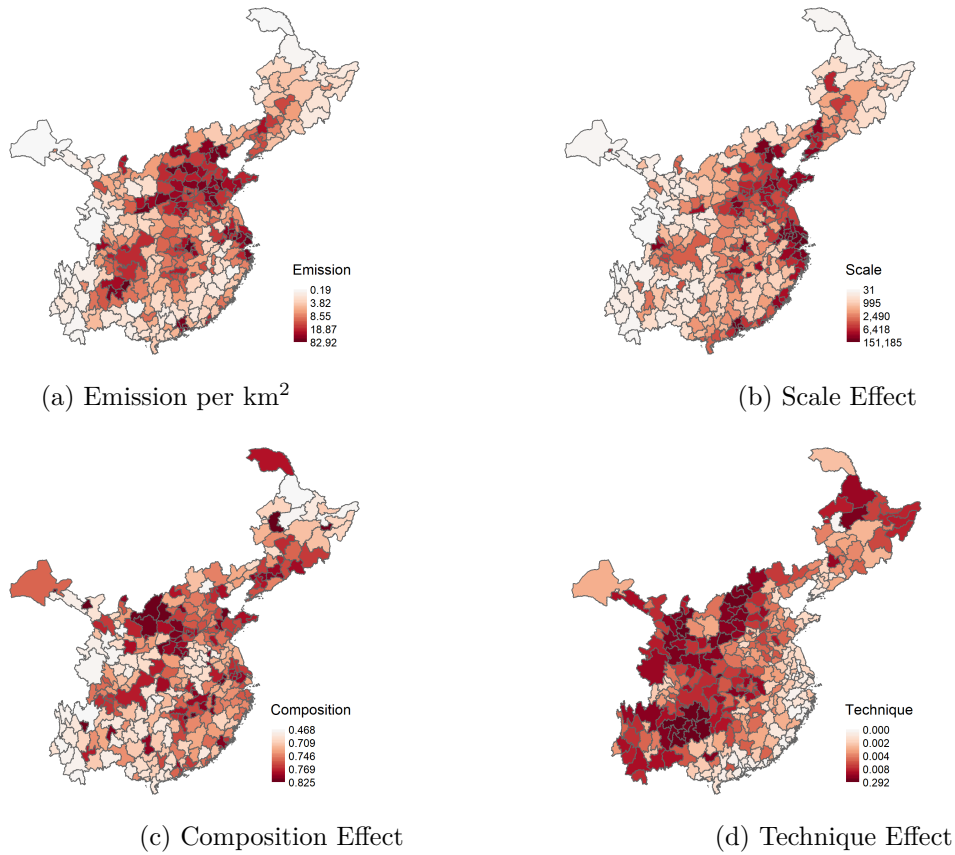 Emission
0.19
3.82
8.55
18.87
82.92
(a) Emission per km²
Scale
31
995
2,490
6,418
151,185
(b) Scale Effect
Composition
0.468
0.709
0.746
0.769
0.825
(c) Composition Effect
Technique
0.000
0.002
0.004
0.008
0.292
(d) Technique Effect